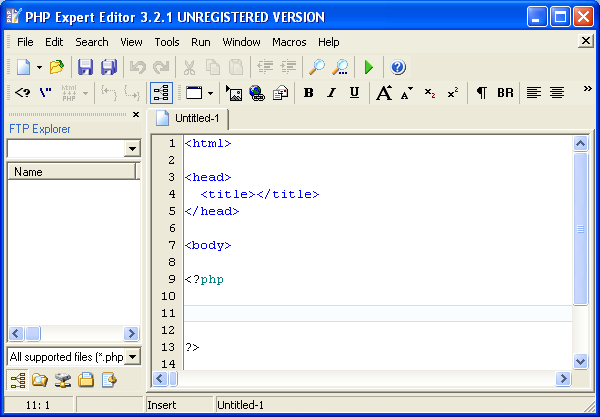 PHP Expert Editor 3.2.1 UNREGISTERED VERSION
File Edit Search View Tools Run Window Macros Help
<? \" PHP B I U A A x₂ x² ¶ BR »
FTP Explorer
Untitled-1
Name
1 <html>
2
3 <head>
4 <title></title>
5 </head>
6
7 <body>
8
9 <?php
10
11
12
13 ?>
14
All supported files (*.php
11: 1 Insert Untitled-1